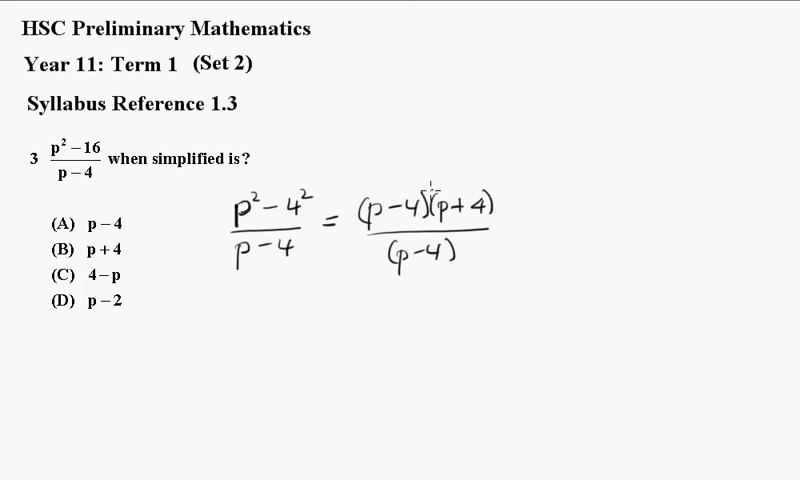 HSC Preliminary Mathematics
Year 11: Term 1 (Set 2)
Syllabus Reference 1.3
3 (p² – 16)/(p – 4) when simplified is?
(p² – 4²)/(p – 4) = (p – 4)(p + 4)/(p – 4)
(A) p – 4
(B) p + 4
(C) 4 – p
(D) p – 2